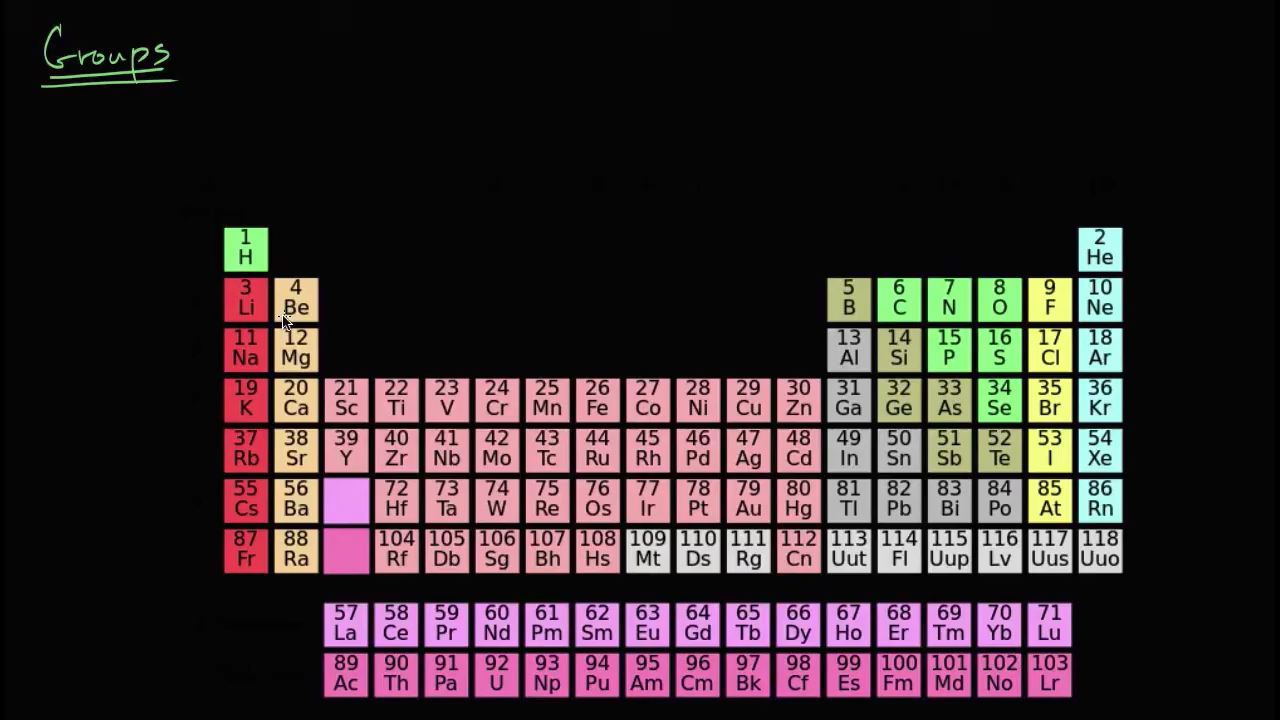 Groups
1 2
H He
3 4 5 6 7 8 9 10
Li Be B C N O F Ne
11 12 13 14 15 16 17 18
Na Mg Al Si P S Cl Ar
19 20 21 22 23 24 25 26 27 28 29 30 31 32 33 34 35 36
K Ca Sc Ti V Cr Mn Fe Co Ni Cu Zn Ga Ge As Se Br Kr
37 38 39 40 41 42 43 44 45 46 47 48 49 50 51 52 53 54
Rb Sr Y Zr Nb Mo Tc Ru Rh Pd Ag Cd In Sn Sb Te I Xe
55 56 72 73 74 75 76 77 78 79 80 81 82 83 84 85 86
Cs Ba Hf Ta W Re Os Ir Pt Au Hg Tl Pb Bi Po At Rn
87 88 104 105 106 107 108 109 110 111 112 113 114 115 116 117 118
Fr Ra Rf Db Sg Bh Hs Mt Ds Rg Cn Uut Fl Uup Lv Uus Uuo
57 58 59 60 61 62 63 64 65 66 67 68 69 70 71
La Ce Pr Nd Pm Sm Eu Gd Tb Dy Ho Er Tm Yb Lu
89 90 91 92 93 94 95 96 97 98 99 100 101 102 103
Ac Th Pa U Np Pu Am Cm Bk Cf Es Fm Md No Lr